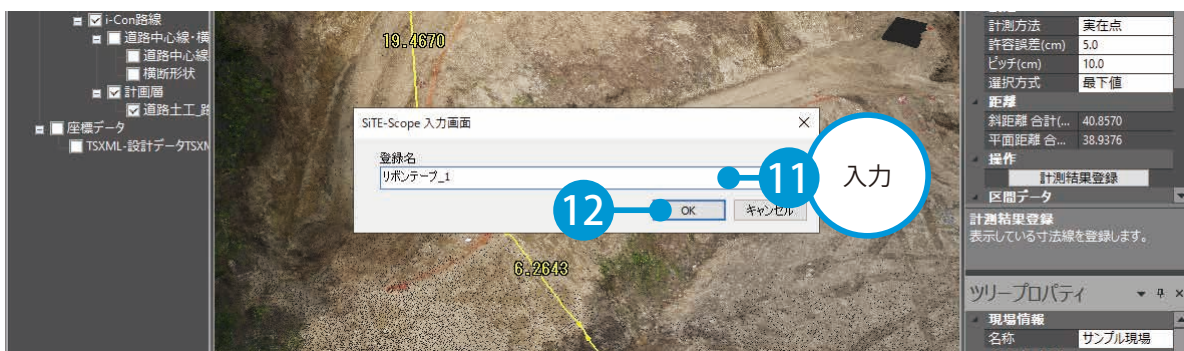 i-Con路線
道路中心線・横
道路中心線
横断形状
計画層
道路土工_路
座標データ
TSXML-設計データTSXM
19.4670
6.2643
SiTE-Scope 入力画面
登録名
リボンテープ_1
OK
キャンセル
11
入力
12
計測方法 実在点
許容誤差(cm) 5.0
ピッチ(cm) 10.0
選択方式 最下値
距離
斜距離 合計(... 40.8570
平面距離 合... 38.9376
操作
計測結果登録
区間データ
計測結果登録
表示している寸法線を登録します。
ツリープロパティ
現場情報
名称 サンプル現場